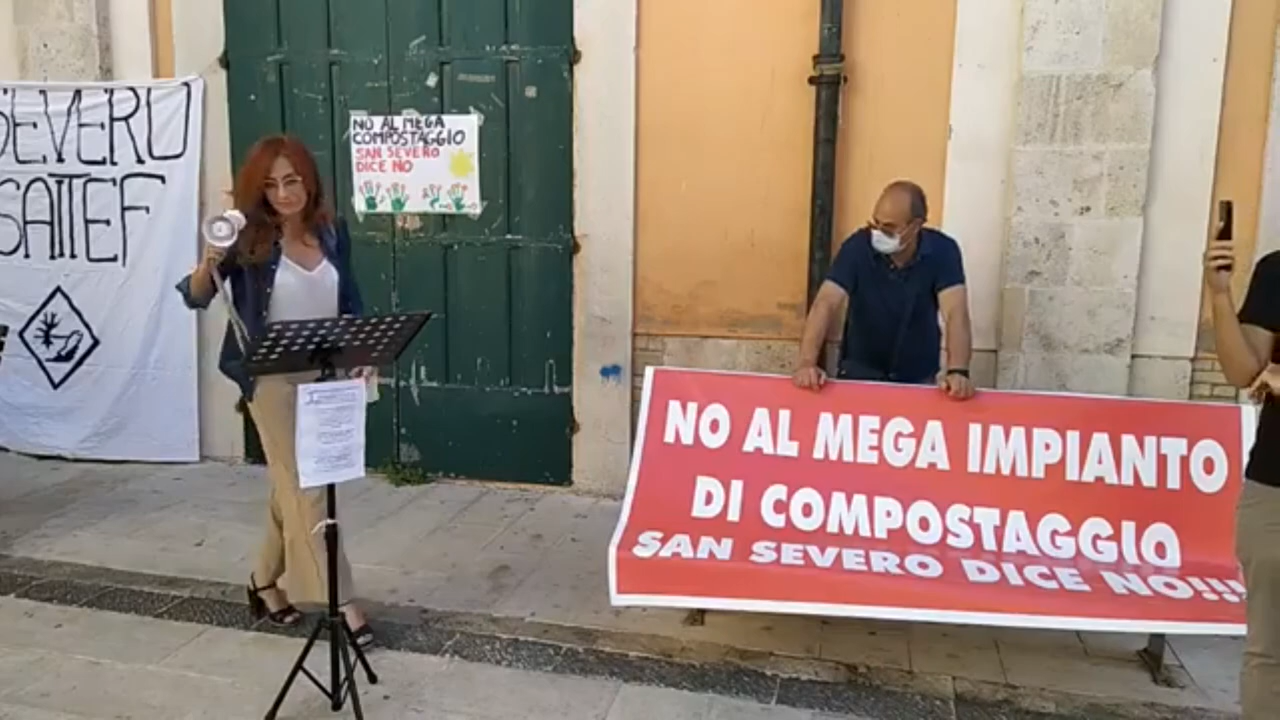 SEVERO
SAITEF
NO AL MEGA
COMPOSTAGGIO
SAN SEVERO
DICE NO
NO AL MEGA IMPIANTO
DI COMPOSTAGGIO
SAN SEVERO DICE NO!!!